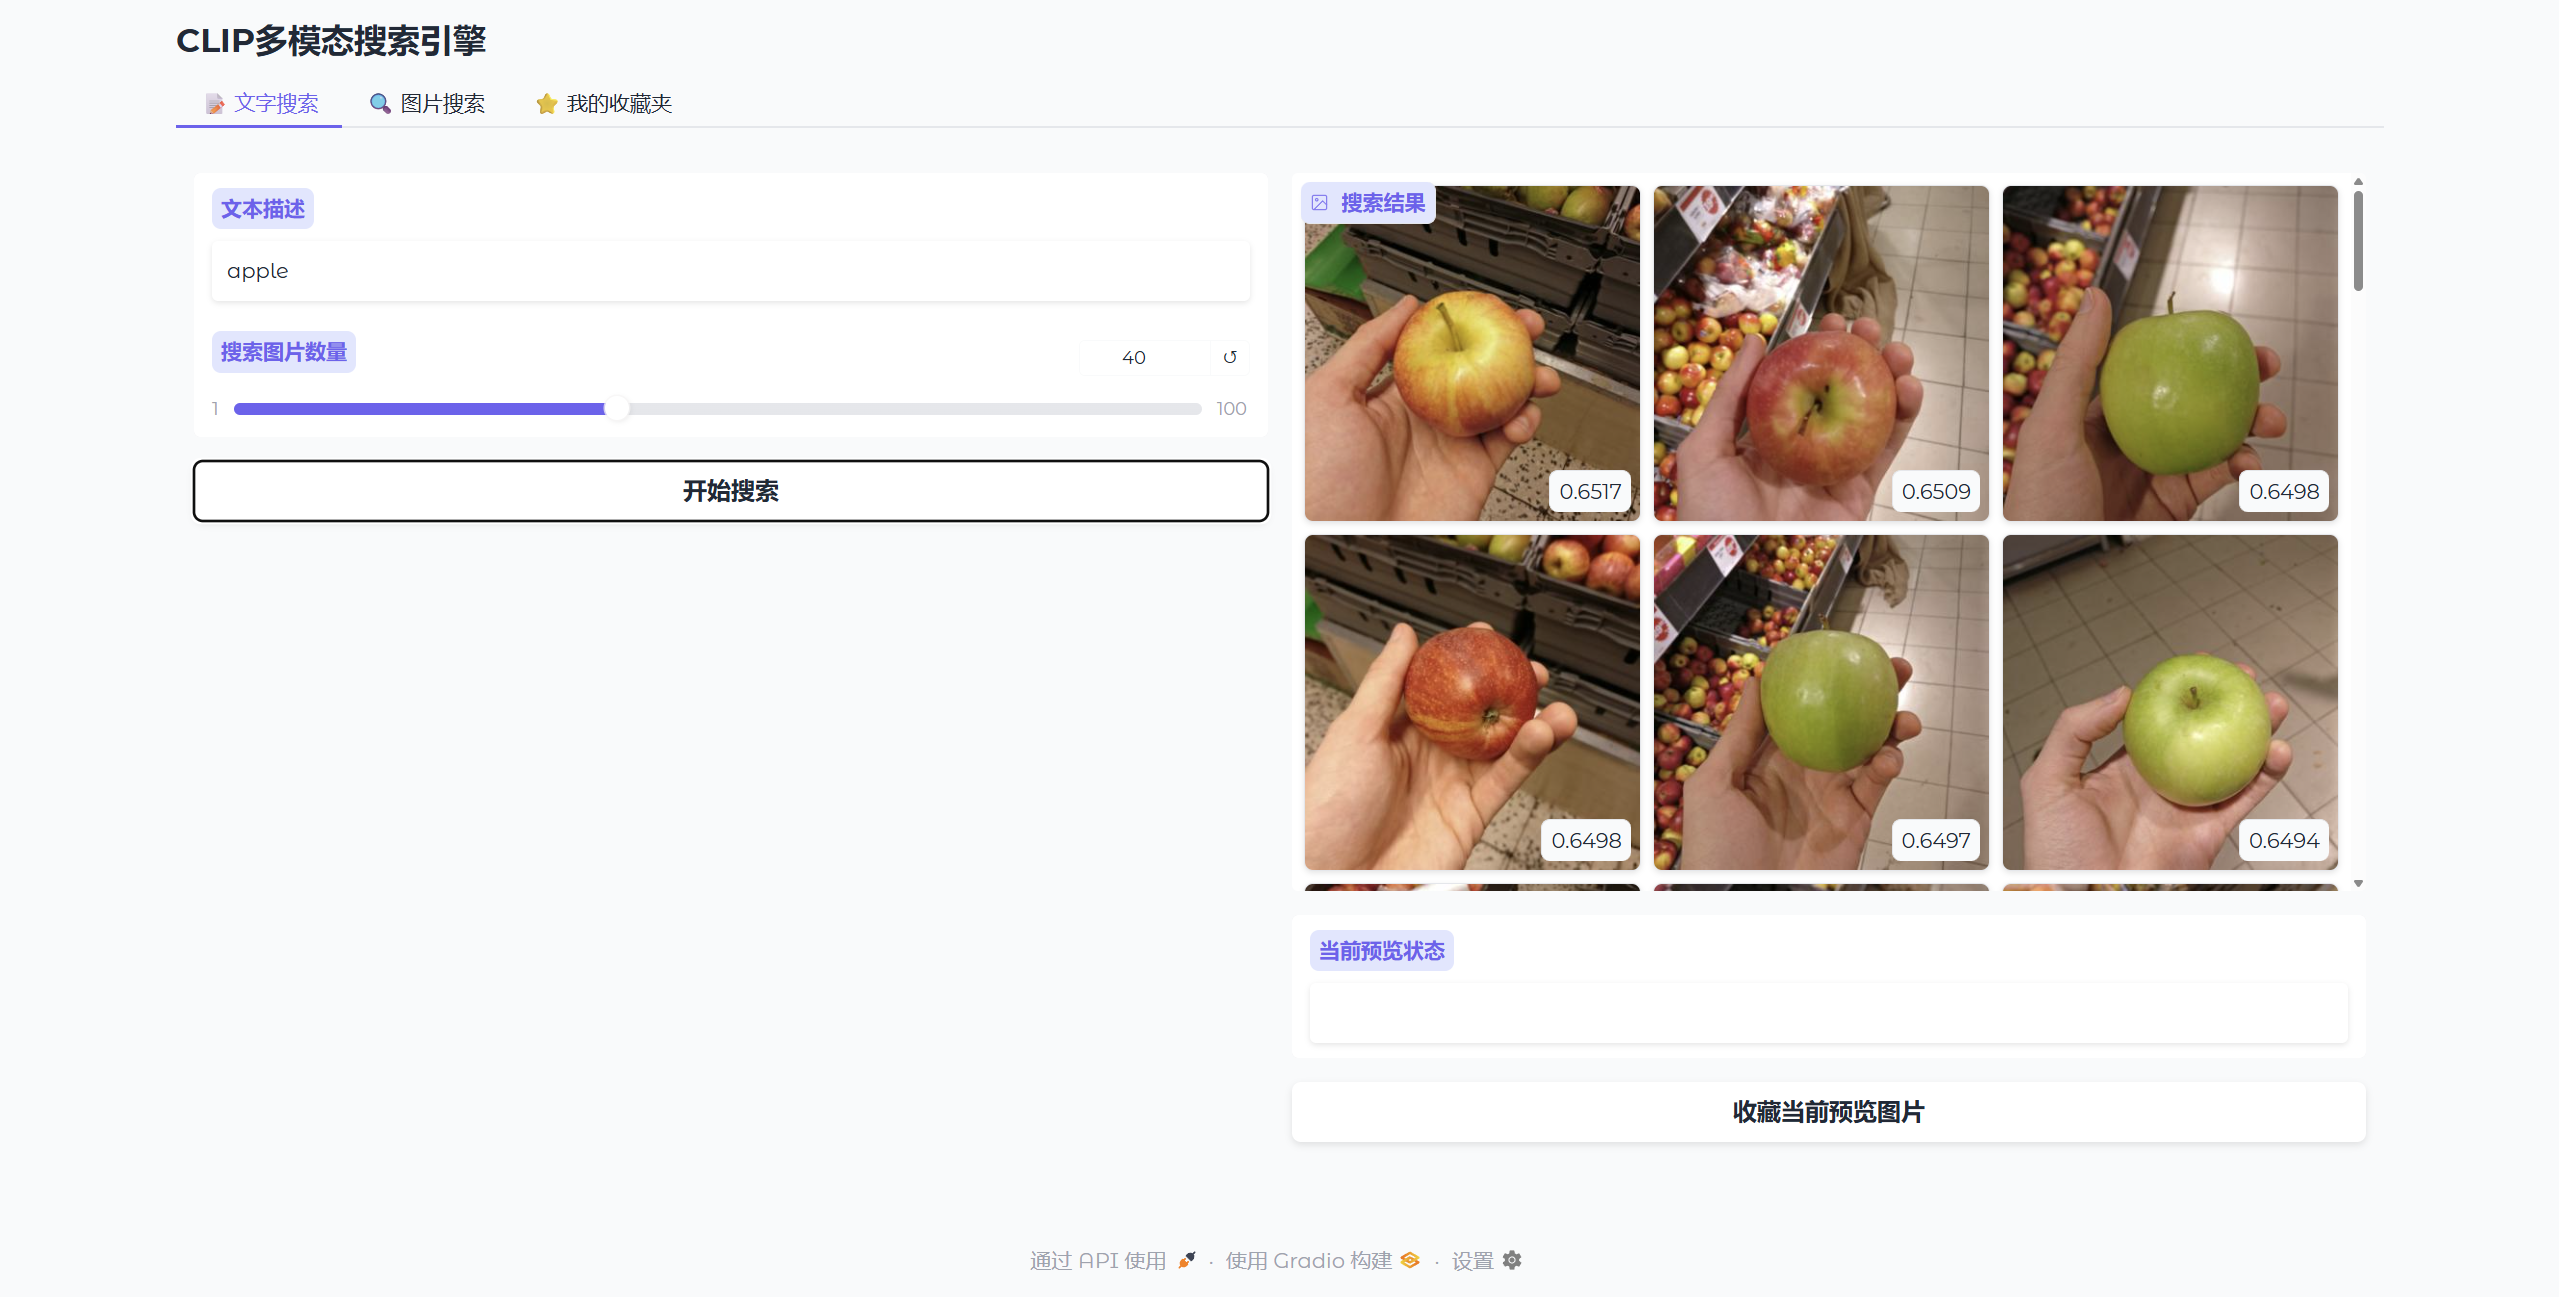 CLIP多模态搜索引擎
文字搜索
图片搜索
我的收藏夹
文本描述
apple
搜索图片数量
40
1
100
开始搜索
搜索结果
0.6517
0.6509
0.6498
0.6498
0.6497
0.6494
当前预览状态
收藏当前预览图片
通过 API 使用 · 使用 Gradio 构建 · 设置